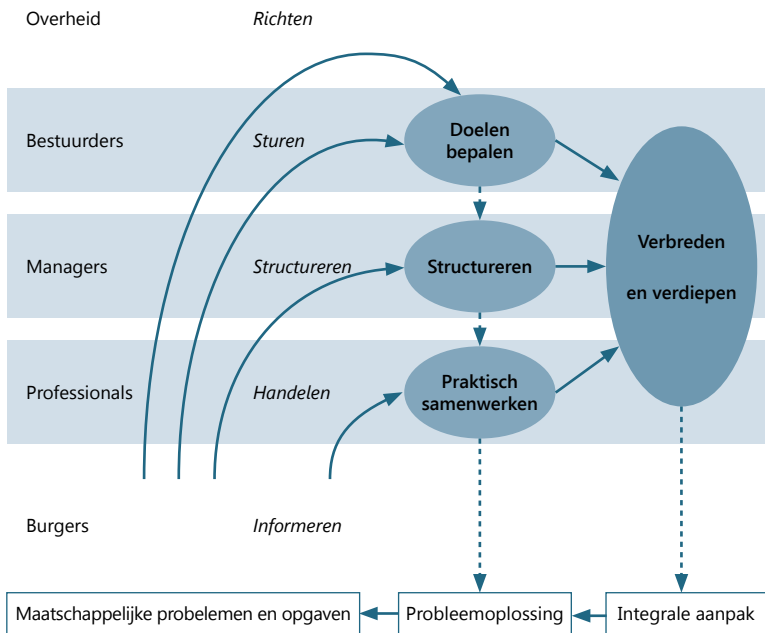 Overheid
Richten
Bestuurders
Sturen
Doelen
bepalen
Managers
Structureren
Structureren
Verbreden
en verdiepen
Professionals
Handelen
Praktisch
samenwerken
Burgers
Informeren
Maatschappelijke probelemen en opgaven
Probleemoplossing
Integrale aanpak